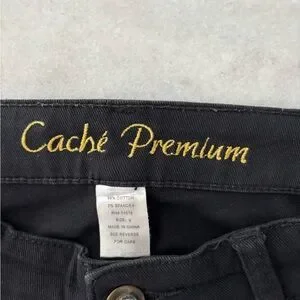 Caché Premium
98% COTTON
2% SPANDEX
MADE IN CHINA
SEE REVERSE
FOR CARE